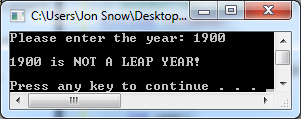 C:\Users\Jon Snow\Desktop...
Please enter the year: 1900
1900 is NOT A LEAP YEAR!
Press any key to continue . . . _